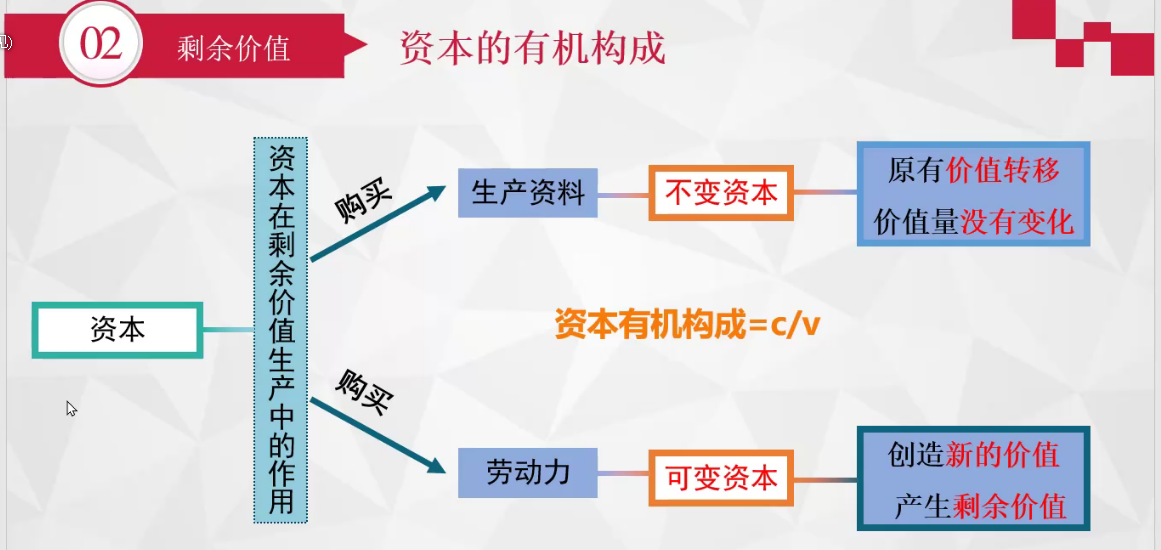 02
剩余价值
资本的有机构成
资本
资本在剩余价值生产中的作用
购买
生产资料
不变资本
原有价值转移
价值量没有变化
资本有机构成=c/v
购买
劳动力
可变资本
创造新的价值
产生剩余价值